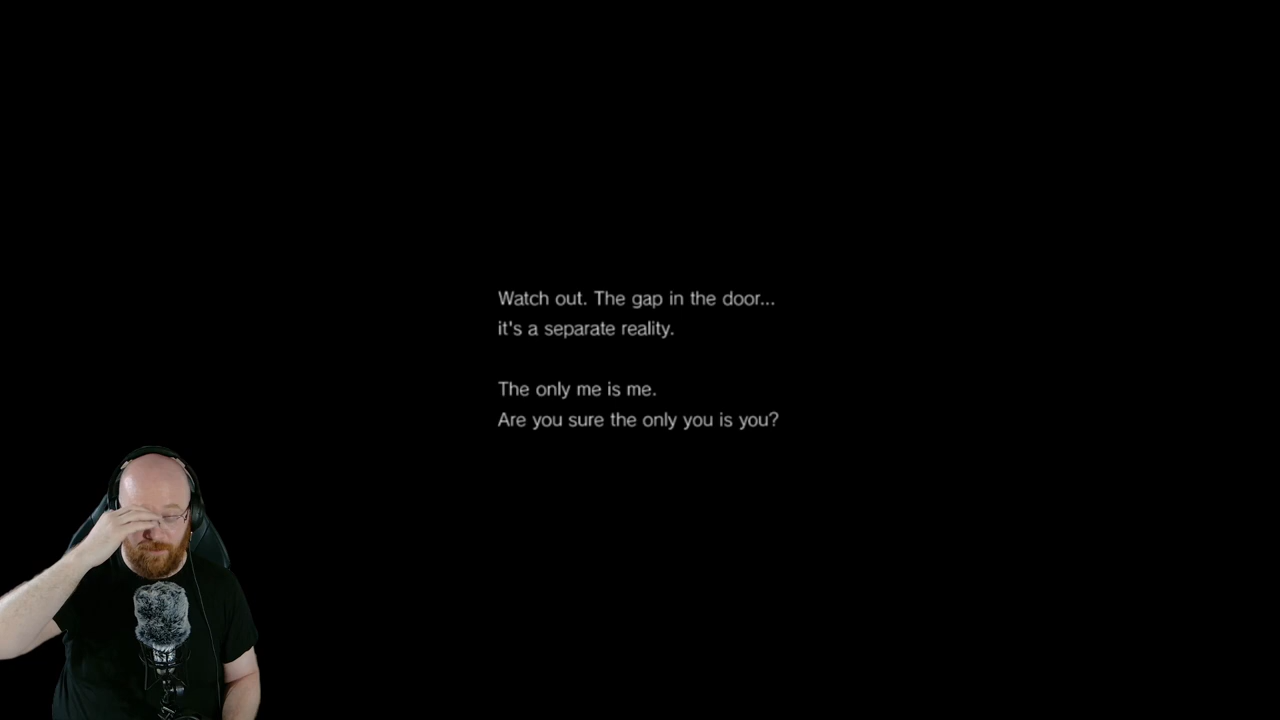 Watch out. The gap in the door...
it's a separate reality.
The only me is me.
Are you sure the only you is you?